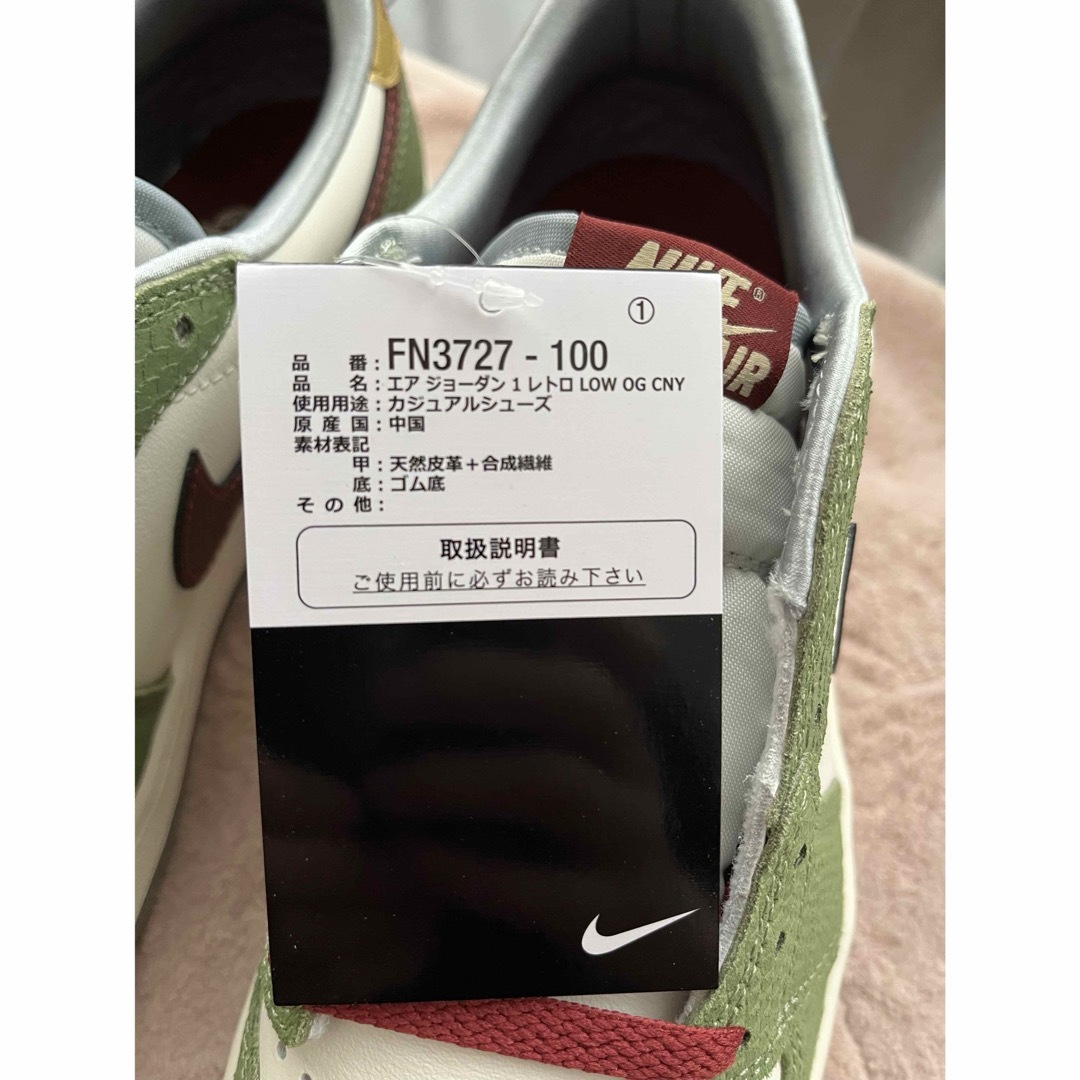 ①
品 番：FN3727 - 100
品 名：エア ジョーダン 1 レトロ LOW OG CNY
使用用途：カジュアルシューズ
原 産 国：中国
素材表記
甲：天然皮革＋合成繊維
底：ゴム底
そ の 他：
取扱説明書
ご使用前に必ずお読み下さい
NIKE ®
AIR